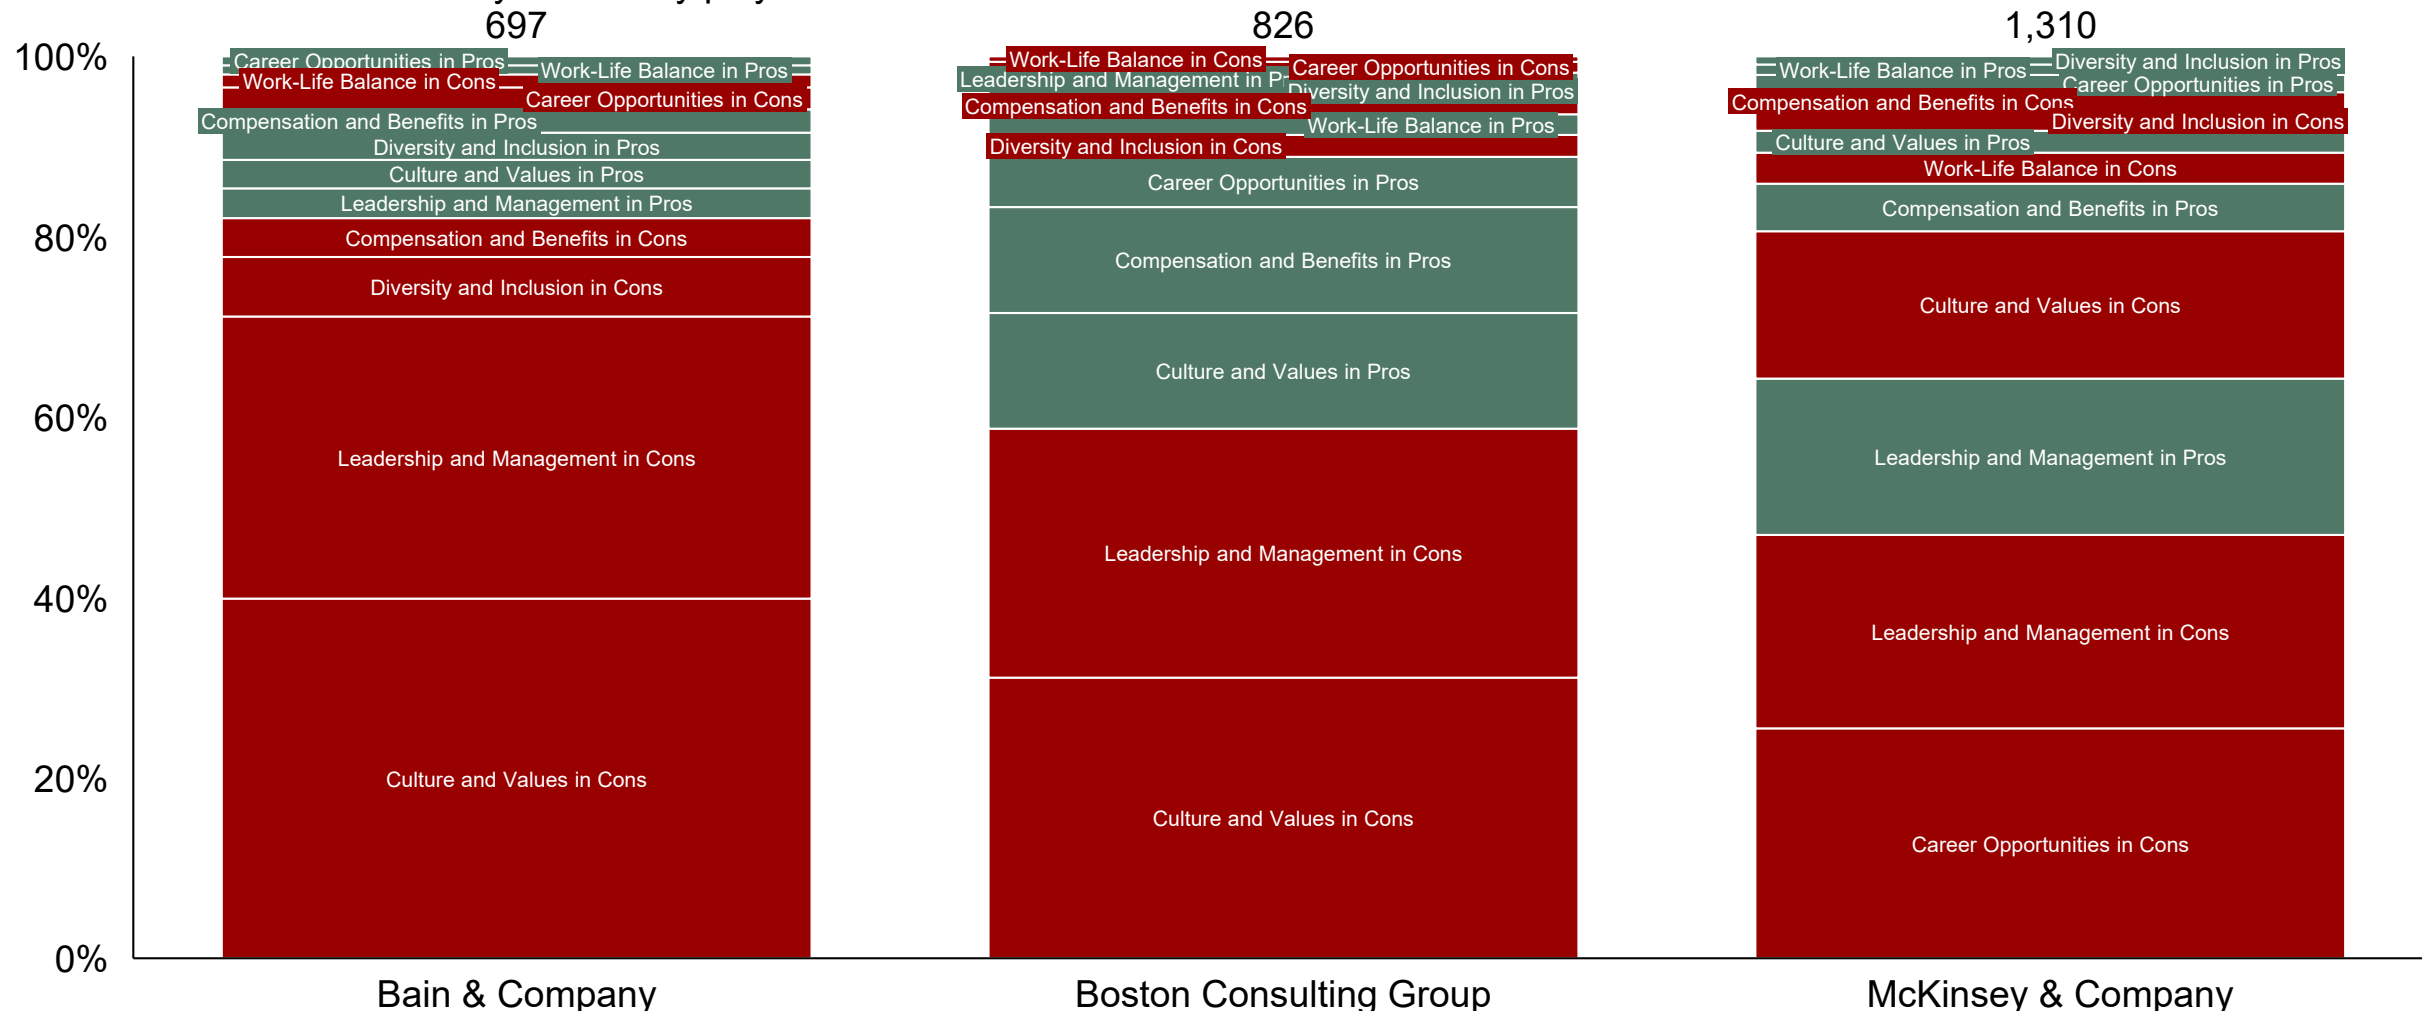 697
826
1,310
100%
80%
60%
40%
20%
0%
Career Opportunities in Pros
Work-Life Balance in Pros
Work-Life Balance in Cons
Career Opportunities in Cons
Compensation and Benefits in Pros
Diversity and Inclusion in Pros
Culture and Values in Pros
Leadership and Management in Pros
Compensation and Benefits in Cons
Diversity and Inclusion in Cons
Leadership and Management in Cons
Culture and Values in Cons
Work-Life Balance in Cons
Career Opportunities in Cons
Leadership and Management in Pr
Diversity and Inclusion in Pros
Compensation and Benefits in Cons
Work-Life Balance in Pros
Diversity and Inclusion in Cons
Career Opportunities in Pros
Compensation and Benefits in Pros
Culture and Values in Pros
Leadership and Management in Cons
Culture and Values in Cons
Diversity and Inclusion in Pros
Work-Life Balance in Pros
Career Opportunities in Pros
Compensation and Benefits in Cons
Diversity and Inclusion in Cons
Culture and Values in Pros
Work-Life Balance in Cons
Compensation and Benefits in Pros
Culture and Values in Cons
Leadership and Management in Pros
Leadership and Management in Cons
Career Opportunities in Cons
Bain & Company
Boston Consulting Group
McKinsey & Company